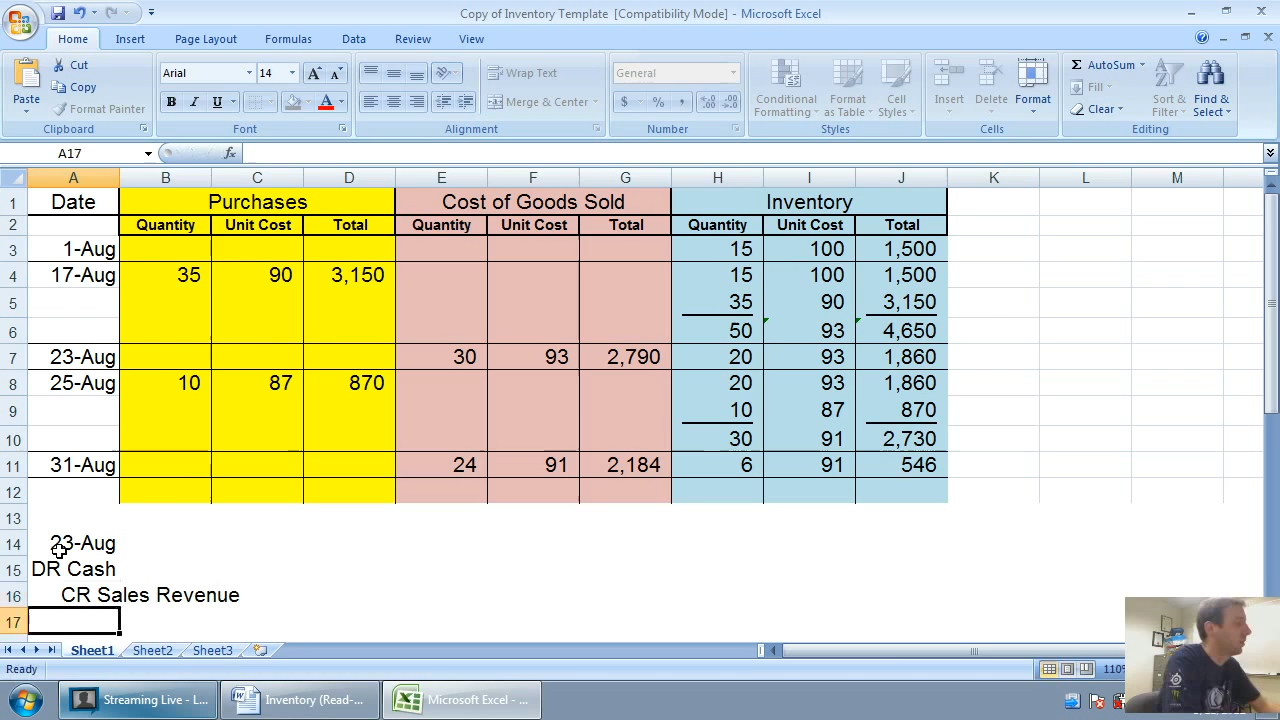 Copy of Inventory Template [Compatibility Mode] - Microsoft Excel
Home Insert Page Layout Formulas Data Review View
Paste Cut Copy Format Painter Clipboard
Arial 14 B I U A Font
Wrap Text Merge & Center Alignment
General $ % , Number
Conditional Formatting Format as Table Cell Styles Styles
Insert Delete Format Cells
AutoSum Fill Clear Sort & Filter Find & Select Editing
A17 fx
A B C D E F G H I J K L M
1 Date Purchases Cost of Goods Sold Inventory
2 Quantity Unit Cost Total Quantity Unit Cost Total Quantity Unit Cost Total
3 1-Aug 15 100 1,500
4 17-Aug 35 90 3,150 15 100 1,500
5 35 90 3,150
6 50 93 4,650
7 23-Aug 30 93 2,790 20 93 1,860
8 25-Aug 10 87 870 20 93 1,860
9 10 87 870
10 30 91 2,730
11 31-Aug 24 91 2,184 6 91 546
12
13
14 23-Aug
15 DR Cash
16 CR Sales Revenue
17
Sheet1 Sheet2 Sheet3
Ready 110%
Streaming Live - L... Inventory (Read-... Microsoft Excel - ...